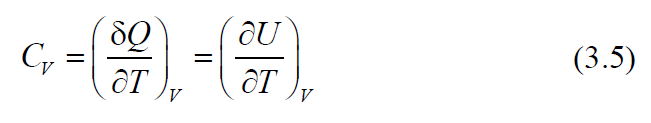 C_V = (δQ/∂T)_V = (∂U/∂T)_V (3.5)